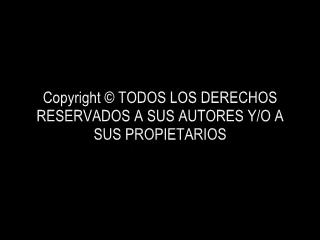 Copyright © TODOS LOS DERECHOS
RESERVADOS A SUS AUTORES Y/O A
SUS PROPIETARIOS